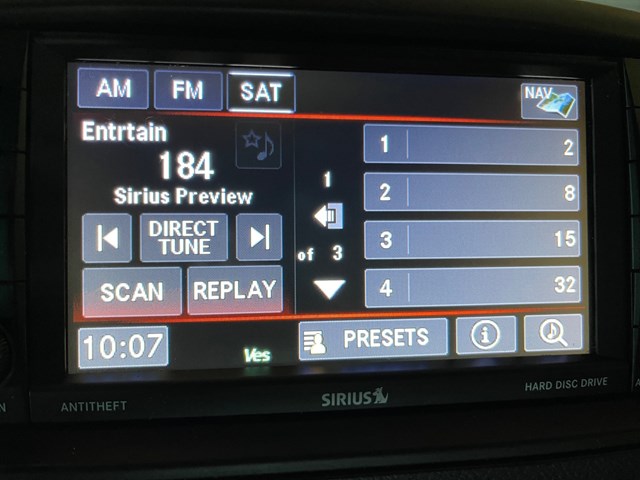 AM FM SAT NAV
Entrtain
184
Sirius Preview
DIRECT
TUNE
SCAN REPLAY
1
of 3
1 2
2 8
3 15
4 32
10:07 Ves PRESETS
ANTITHEFT SIRIUS HARD DISC DRIVE